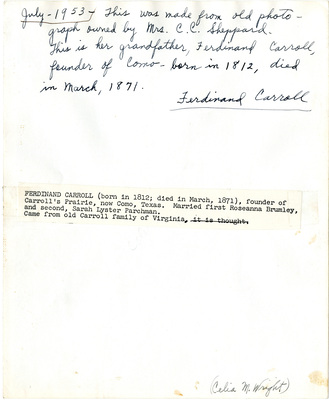 July - 1953 - This was made from old photo-
graph owned by Mrs. C. C. Sheppard.
This is her grandfather, Ferdinand Carroll,
founder of Como - born in 1812, died
in March, 1871.
Ferdinand Carroll
FERDINAND CARROLL (born in 1812; died in March, 1871), founder of
Carroll's Prairie, now Como, Texas. Married first Roseanna Brumley,
and second, Sarah Lyster Parchman.
Came from old Carroll family of Virginia, it is thought.
(Celia M. Wright)